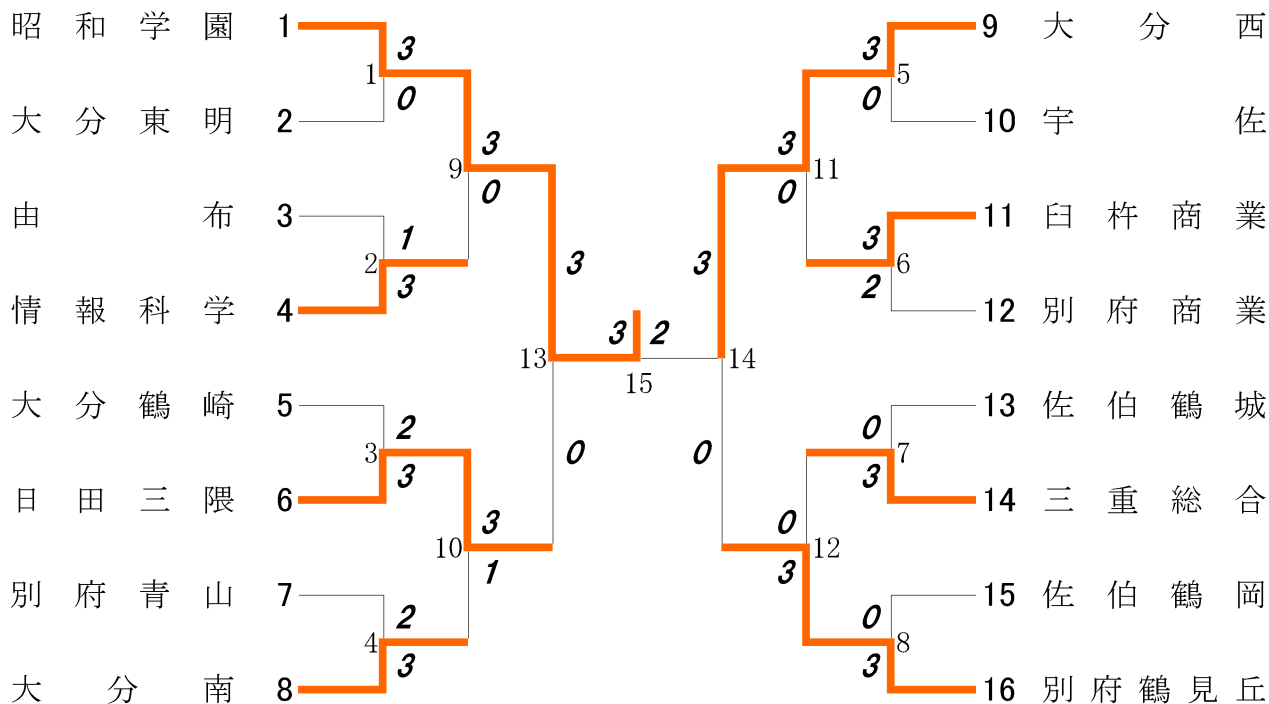 昭和学園 1 3 3 9 大分西
1 5
0 0
大分東明 2 3 3 10 宇佐
9 11
0 0
由布 3 1 3 11 臼杵商業
2 6
3 3 3 2
情報科学 4 12 別府商業
3 2
13 14
15
大分鶴崎 5 2 0 13 佐伯鶴城
3 0 0 7
3 3
日田三隈 6 3 0 14 三重総合
10 12
1 3
別府青山 7 2 0 15 佐伯鶴岡
4 8
3 3
大分南 8 16 別府鶴見丘